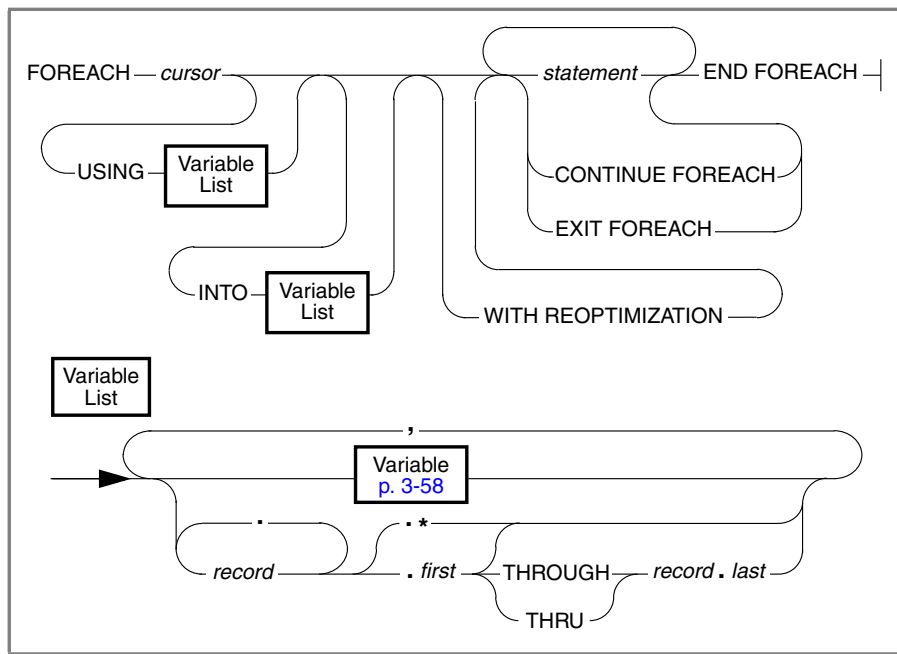 FOREACH cursor statement END FOREACH
USING Variable List
CONTINUE FOREACH
EXIT FOREACH
INTO Variable List
WITH REOPTIMIZATION
Variable
List
,
Variable
p. 3-58
. .*
record .first THROUGH record.last
THRU